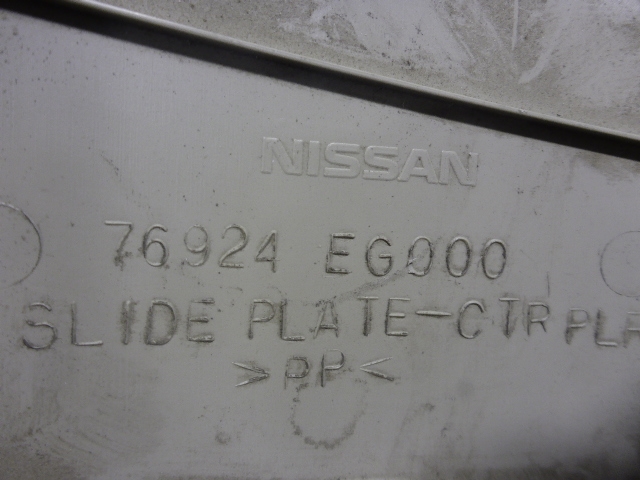 NISSAN
76924 EG000
SLIDE PLATE-CTR PLR
>PP<